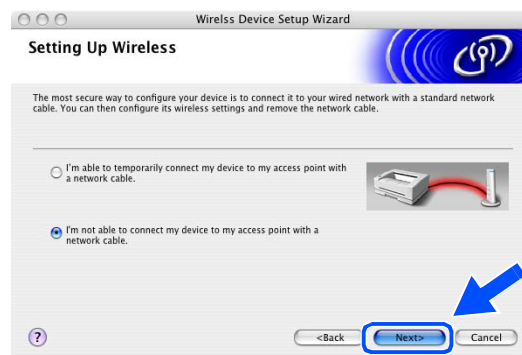 Wirelss Device Setup Wizard
Setting Up Wireless
The most secure way to configure your device is to connect it to your wired network with a standard network
cable. You can then configure its wireless settings and remove the network cable.
I'm able to temporarily connect my device to my access point with
a network cable.
I'm not able to connect my device to my access point with a
network cable.
? <Back Next> Cancel